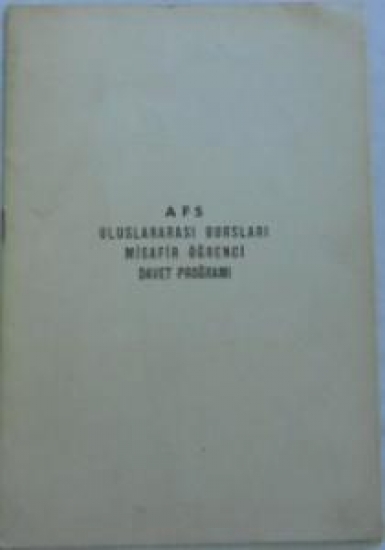 AFS
ULUSLARARASI BURSLARI
MİSAFİR ÖĞRENCİ
DAVET PROĞRAMI